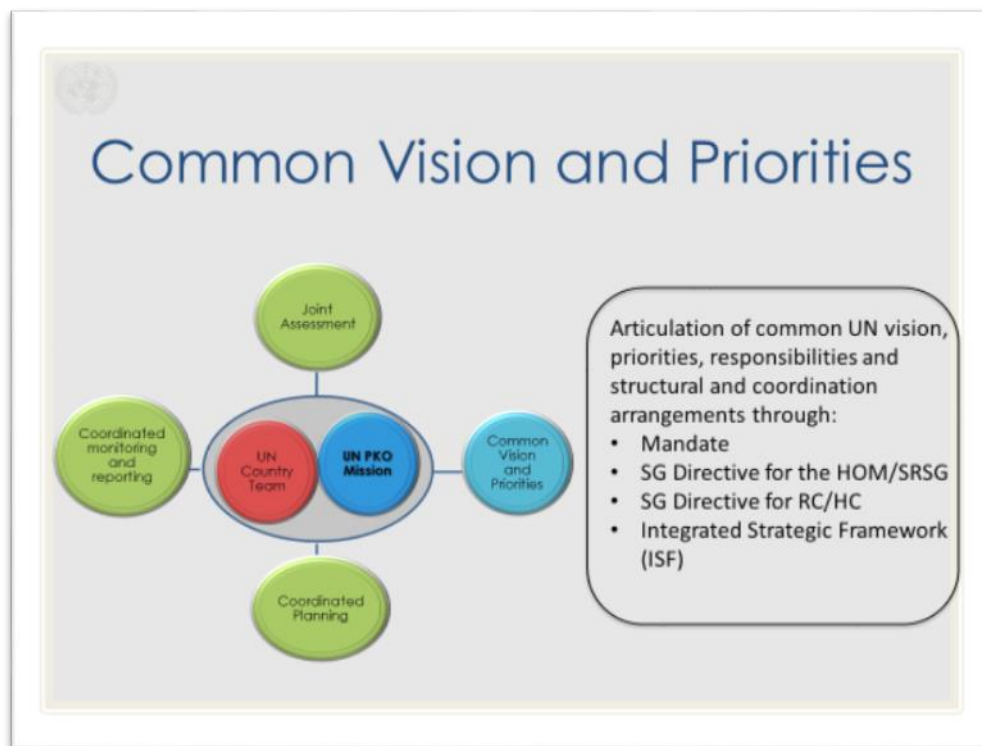 Common Vision and Priorities
Joint
Assessment
Coordinated
monitoring
and
reporting
UN
Country
Team
UN PKO
Mission
Common
Vision
and
Priorities
Coordinated
Planning
Articulation of common UN vision,
priorities, responsibilities and
structural and coordination
arrangements through:
• Mandate
• SG Directive for the HOM/SRSG
• SG Directive for RC/HC
• Integrated Strategic Framework
(ISF)